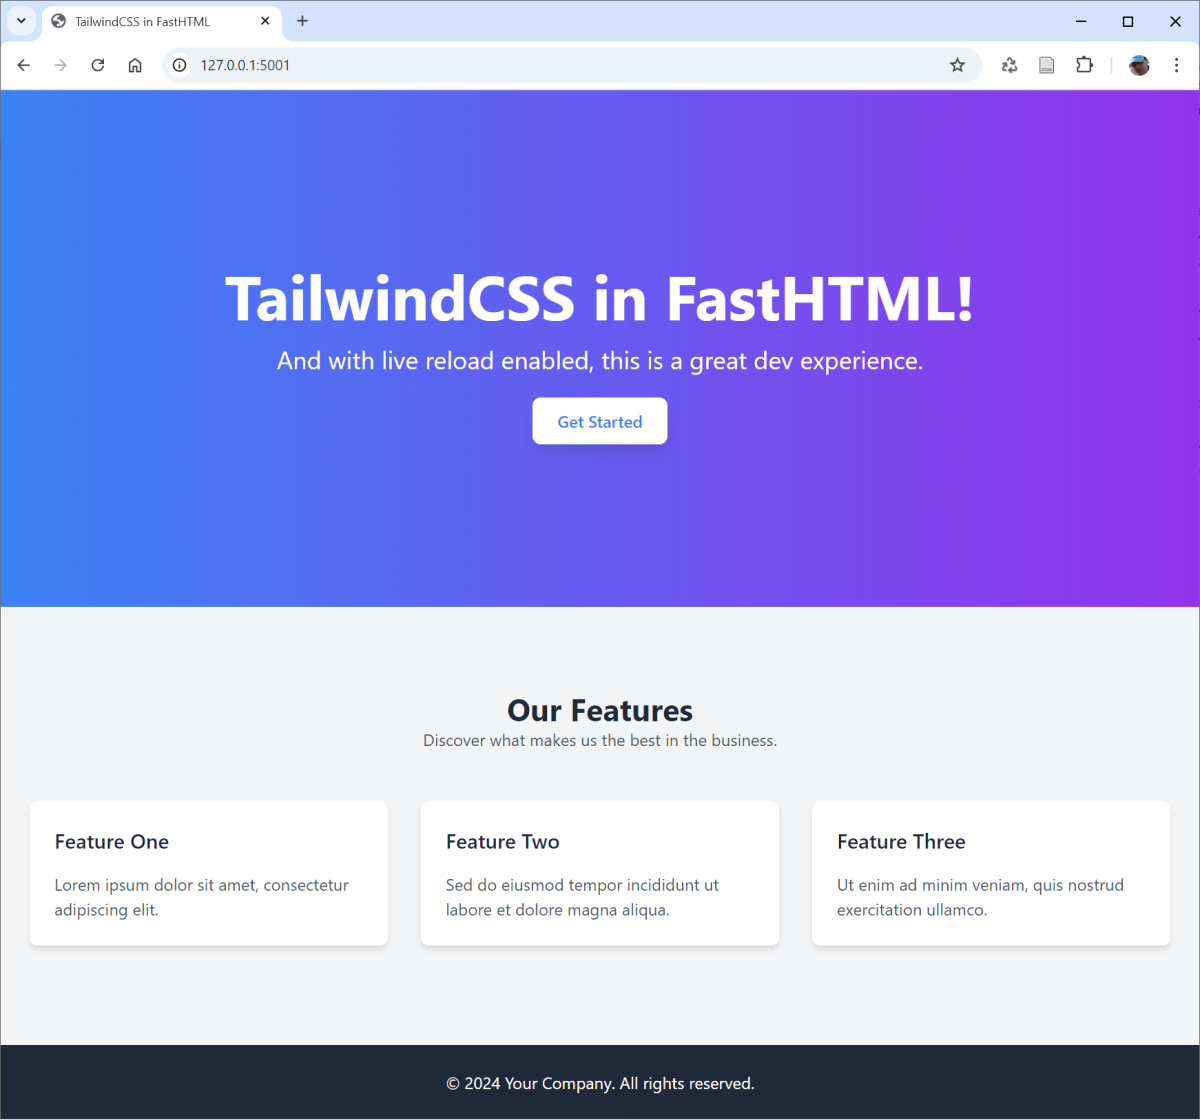 TailwindCSS in FastHTML
127.0.0.1:5001
TailwindCSS in FastHTML!
And with live reload enabled, this is a great dev experience.
Get Started
Our Features
Discover what makes us the best in the business.
Feature One
Lorem ipsum dolor sit amet, consectetur
adipiscing elit.
Feature Two
Sed do eiusmod tempor incididunt ut
labore et dolore magna aliqua.
Feature Three
Ut enim ad minim veniam, quis nostrud
exercitation ullamco.
© 2024 Your Company. All rights reserved.